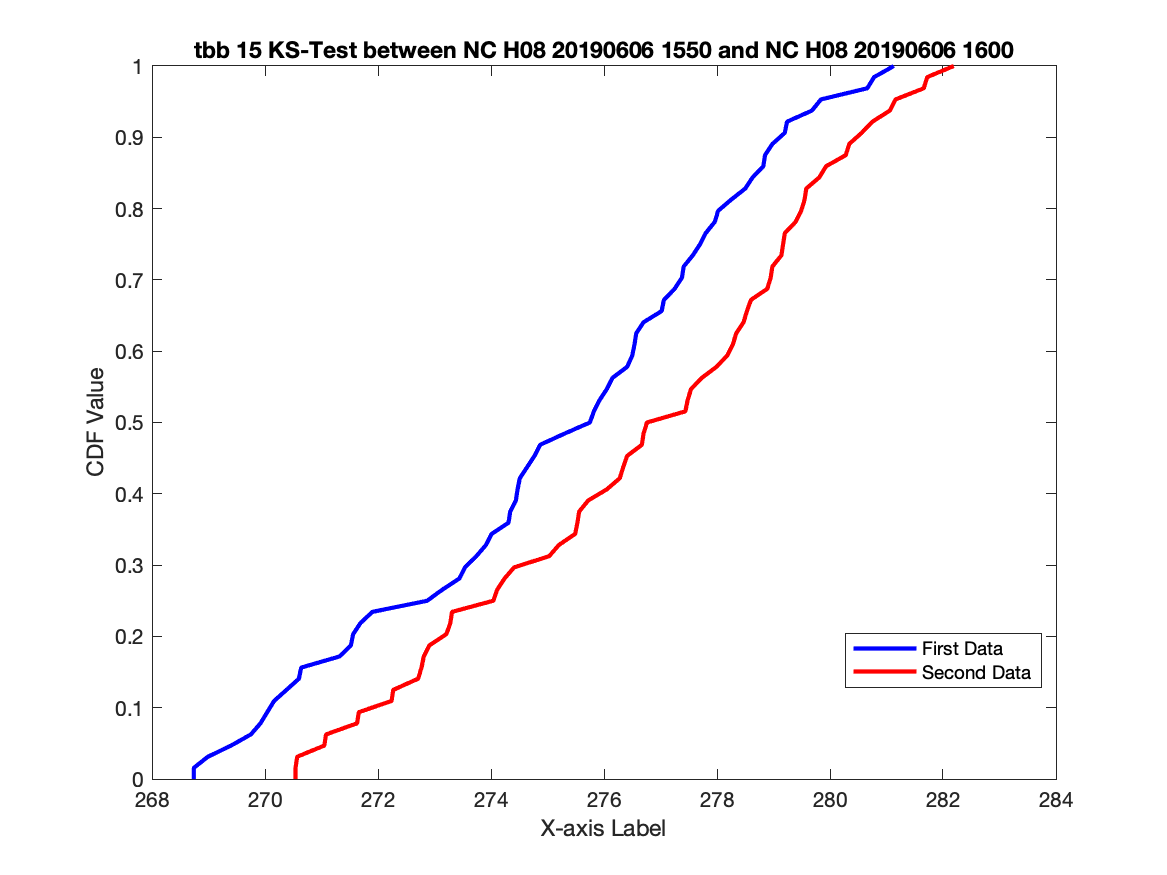 tbb 15 KS-Test between NC H08 20190606 1550 and NC H08 20190606 1600
1
0.9
0.8
0.7
0.6
0.5
0.4
0.3
0.2
0.1
0
CDF Value
First Data
Second Data
268 270 272 274 276 278 280 282 284
X-axis Label